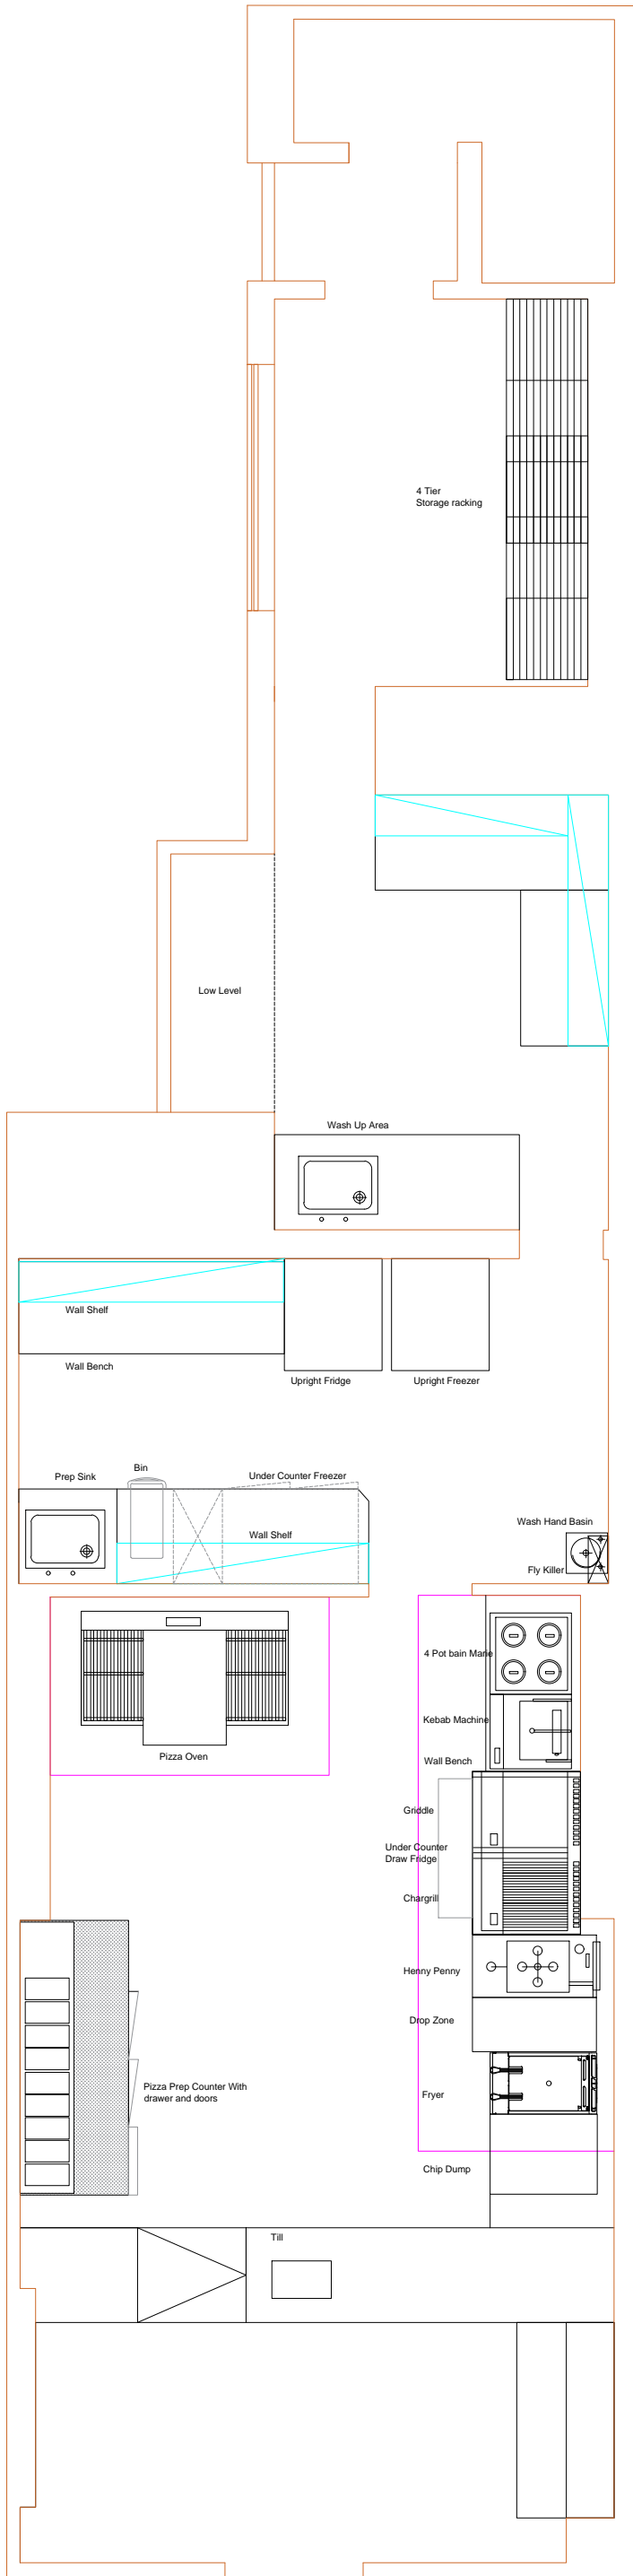 4 Tier
Storage racking
Low Level
Wash Up Area
Wall Shelf
Wall Bench
Upright Fridge
Upright Freezer
Prep Sink
Bin
Under Counter Freezer
Wall Shelf
Wash Hand Basin
Fly Killer
4 Pot bain Marie
Kebab Machine
Pizza Oven
Wall Bench
Griddle
Under Counter
Draw Fridge
Chargrill
Henny Penny
Drop Zone
Pizza Prep Counter With
drawer and doors
Fryer
Chip Dump
Till